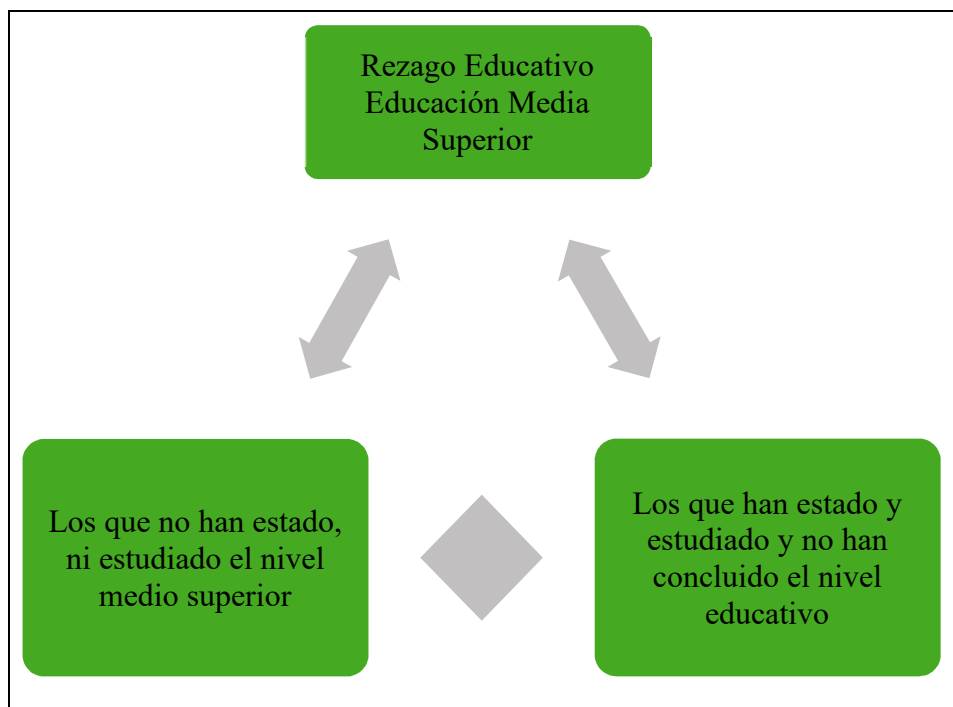 Rezago Educativo
Educación Media
Superior
Los que no han estado,
ni estudiado el nivel
medio superior
Los que han estado y
estudiado y no han
concluido el nivel
educativo